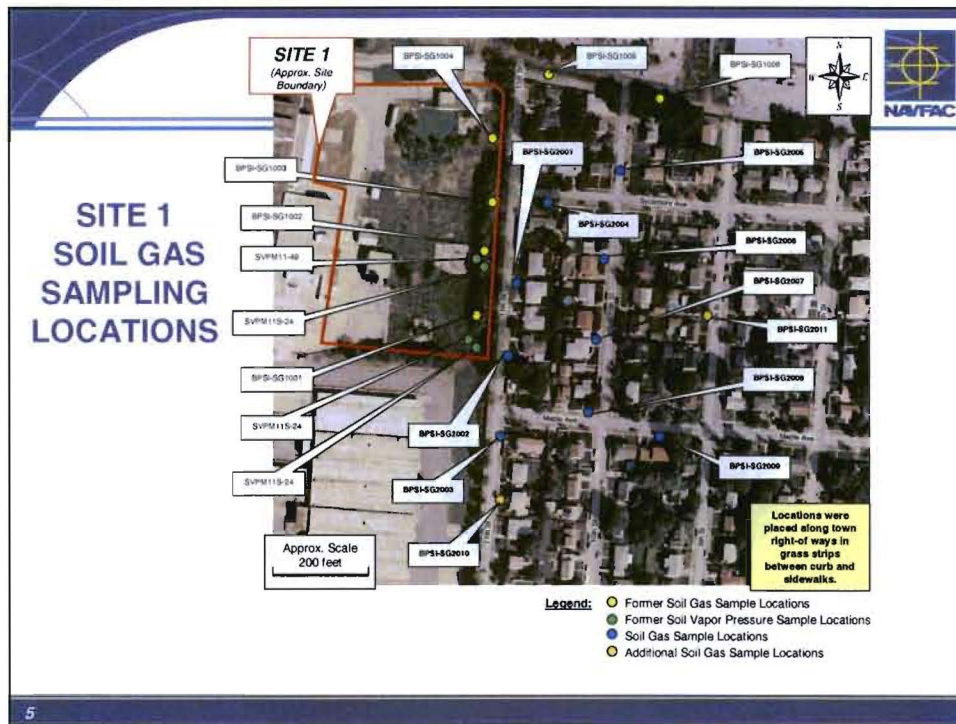 SITE 1
(Approx. Site
Boundary)
BPSI-SG1004
BPSI-SG1005
BPSI-SG1006
N
W E
S
NAVFAC
BPSI-SG2001
BPSI-SG2005
BPSI-SG1003
SITE 1
SOIL GAS
SAMPLING
LOCATIONS
BPSI-SG1002
BPSI-SG2004
BPSI-SG2006
SVPM11-49
BPSI-SG2007
SVPM11S-24
BPSI-SG2011
BPSI-SG1001
BPSI-SG2008
SVPM11S-24
BPSI-SG2002
Ave
Ave
BPSI-SG2009
SVPM11S-24
BPSI-SG2003
BPSI-SG2010
Approx. Scale
200 feet
Locations were
placed along town
right-of ways in
grass strips
between curb and
sidewalks.
Legend:
Former Soil Gas Sample Locations
Former Soil Vapor Pressure Sample Locations
Soil Gas Sample Locations
Additional Soil Gas Sample Locations
5